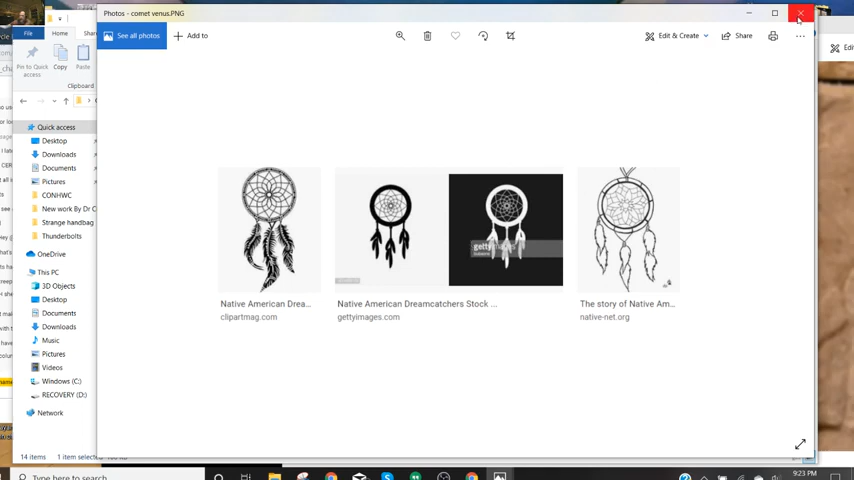 Photos - comet venus.PNG
See all photos
Add to
Edit & Create
Share
File
Home
Shar
Pin to Quick
access
Copy
Paste
Clipboard
Quick access
Desktop
Downloads
Documents
Pictures
CONHWC
New work By Dr C
Strange handbag
Thunderbolts
OneDrive
This PC
3D Objects
Desktop
Documents
Downloads
Music
Pictures
Videos
Windows (C:)
RECOVERY (D:)
Network
14 items
1 item selected
gettyimages
Native American Drea...
clipartmag.com
Native American Dreamcatchers Stock ...
gettyimages.com
The story of Native Am...
native-net.org
Type here to search
9:23 PM